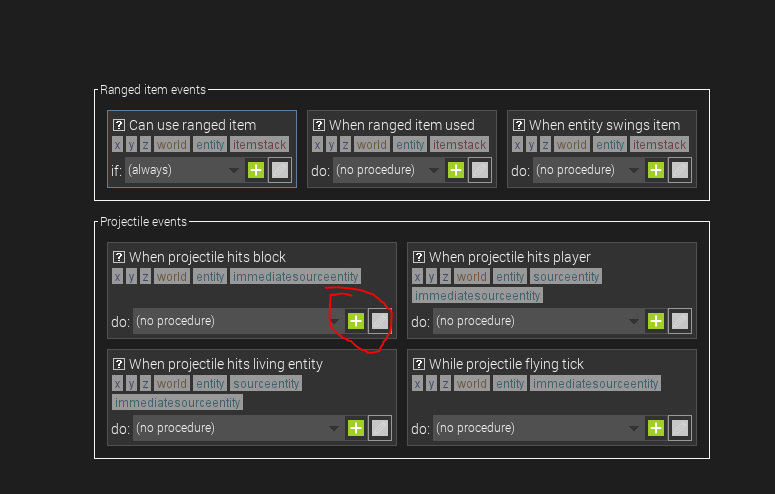 Ranged item events
? Can use ranged item
x y z world entity itemstack
if: (always)
? When ranged item used
x y z world entity itemstack
do: (no procedure)
? When entity swings item
x y z world entity itemstack
do: (no procedure)
Projectile events
? When projectile hits block
x y z world entity immediatesourceentity
do: (no procedure)
? When projectile hits player
x y z world entity sourceentity
immediatesourceentity
do: (no procedure)
? When projectile hits living entity
x y z world entity sourceentity
immediatesourceentity
do: (no procedure)
? While projectile flying tick
x y z world entity immediatesourceentity
do: (no procedure)